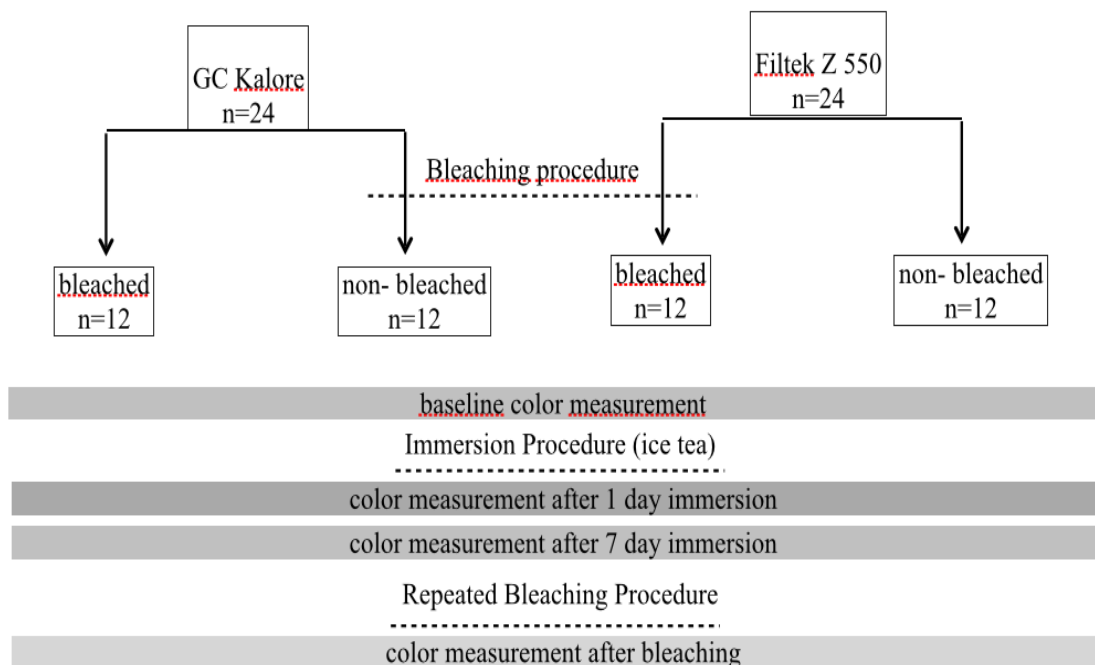 GC Kalore
n=24
Filtek Z 550
n=24
Bleaching procedure
bleached
n=12
non- bleached
n=12
bleached
n=12
non- bleached
n=12
baseline color measurement
Immersion Procedure (ice tea)
color measurement after 1 day immersion
color measurement after 7 day immersion
Repeated Bleaching Procedure
color measurement after bleaching